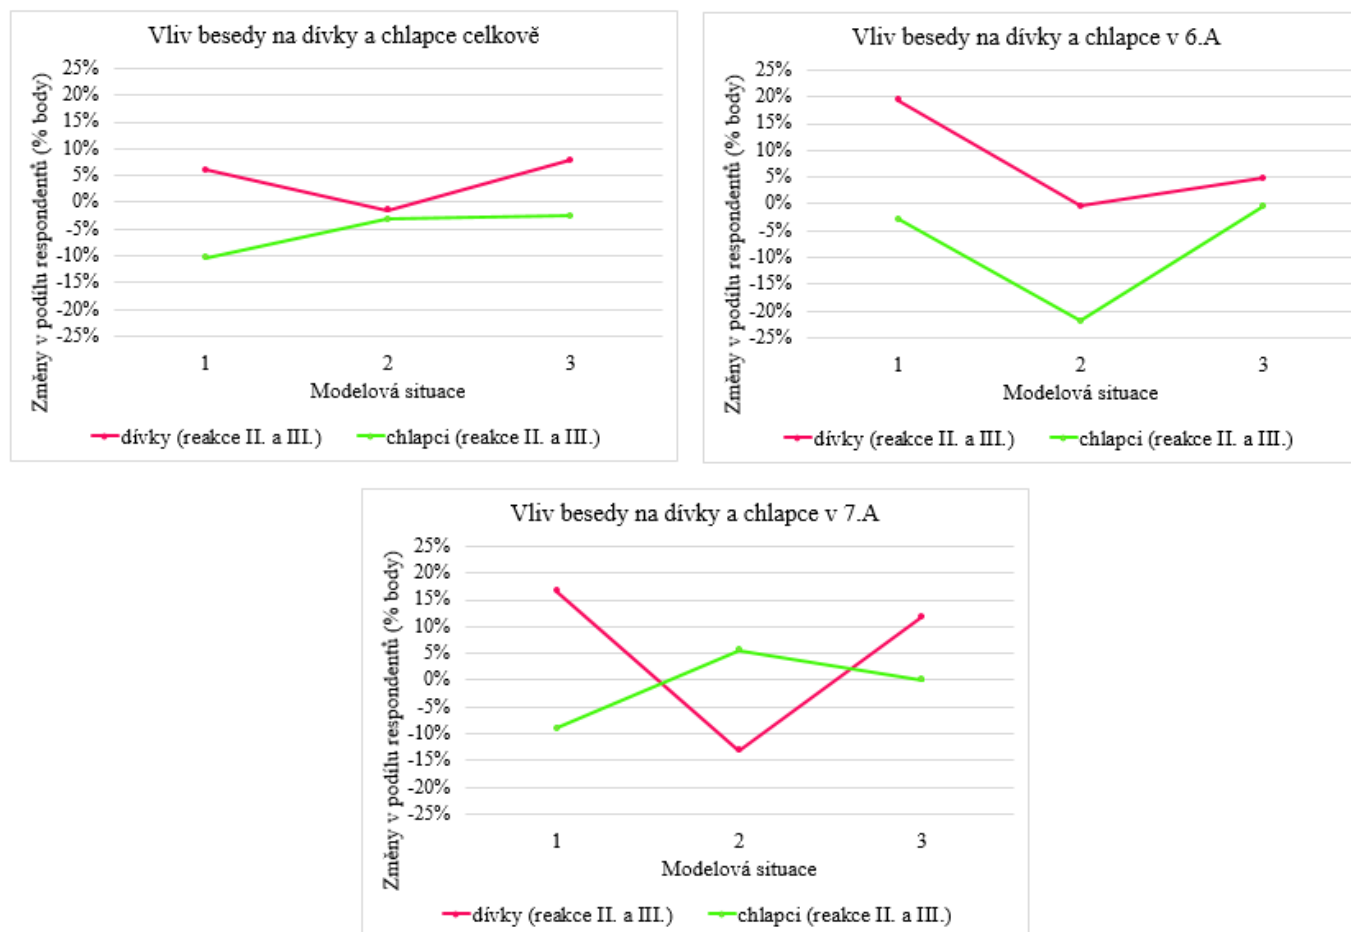 Vliv besedy na dívky a chlapce celkově
Změny v podílu respondentů (% body)
25%
20%
15%
10%
5%
0%
-5%
-10%
-15%
-20%
-25%
1 2 3
Modelová situace
dívky (reakce II. a III.) chlapci (reakce II. a III.)
Vliv besedy na dívky a chlapce v 6.A
Změny v podílu respondentů (% body)
25%
20%
15%
10%
5%
0%
-5%
-10%
-15%
-20%
-25%
1 2 3
Modelová situace
dívky (reakce II. a III.) chlapci (reakce II. a III.)
Vliv besedy na dívky a chlapce v 7.A
Změny v podílu respondentů (% body)
25%
20%
15%
10%
5%
0%
-5%
-10%
-15%
-20%
-25%
1 2 3
Modelová situace
dívky (reakce II. a III.) chlapci (reakce II. a III.)